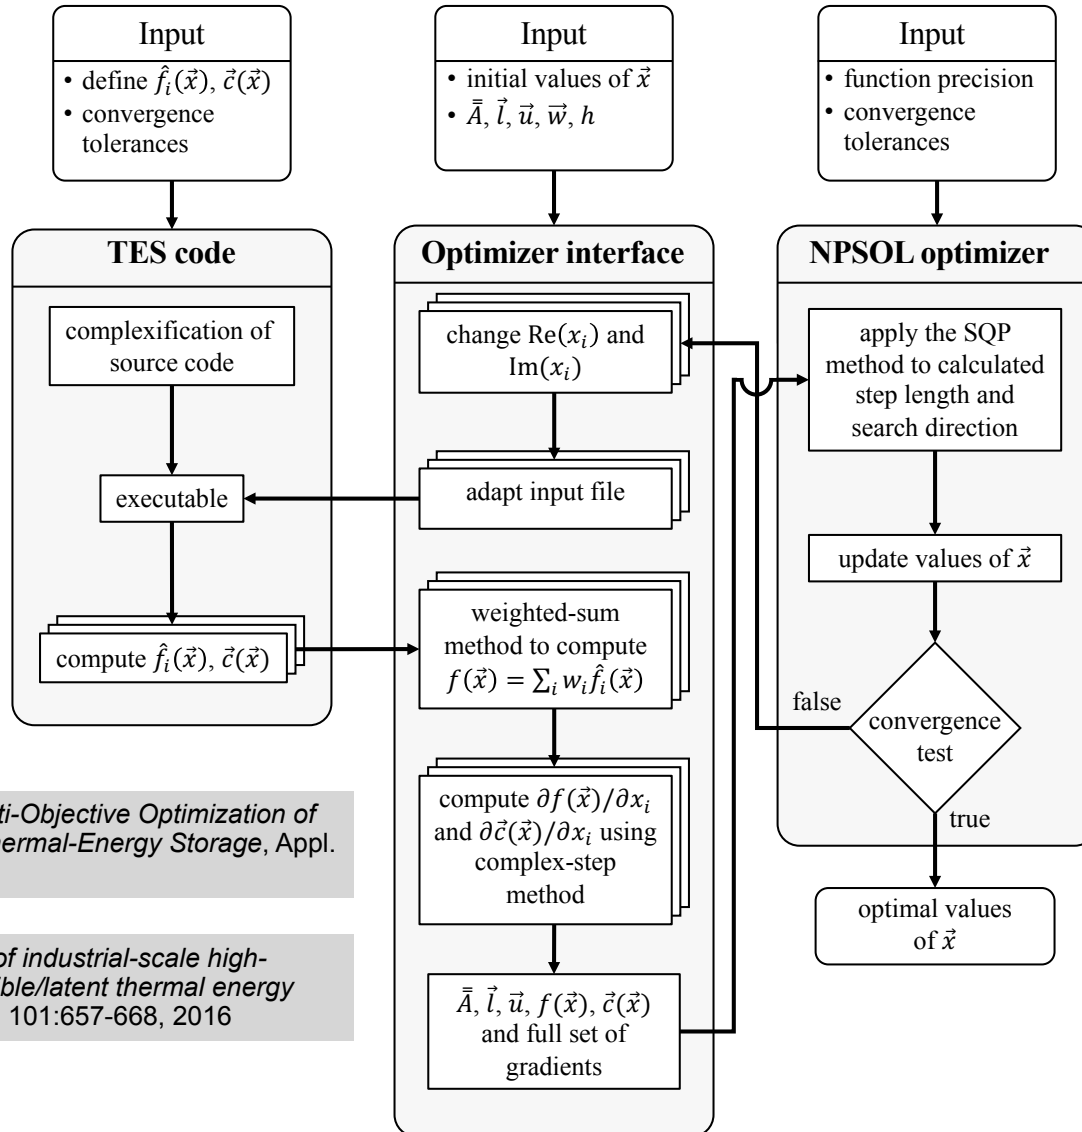 Input
• define f̂ᵢ(x⃗), c⃗(x⃗)
• convergence
tolerances
Input
• initial values of x⃗
• A̿, l⃗, u⃗, w⃗, h
Input
• function precision
• convergence
tolerances
TES code
complexification of
source code
executable
compute f̂ᵢ(x⃗), c⃗(x⃗)
Optimizer interface
change Re(xᵢ) and
Im(xᵢ)
adapt input file
weighted-sum
method to compute
f(x⃗) = ∑ᵢ wᵢf̂ᵢ(x⃗)
compute ∂f(x⃗)/∂xᵢ
and ∂c⃗(x⃗)/∂xᵢ using
complex-step
method
A̿, l⃗, u⃗, f(x⃗), c⃗(x⃗)
and full set of
gradients
NPSOL optimizer
apply the SQP
method to calculated
step length and
search direction
update values of x⃗
convergence
test
false
true
optimal values
of x⃗
ti-Objective Optimization of
hermal-Energy Storage, Appl.
of industrial-scale high-
ible/latent thermal energy
101:657-668, 2016